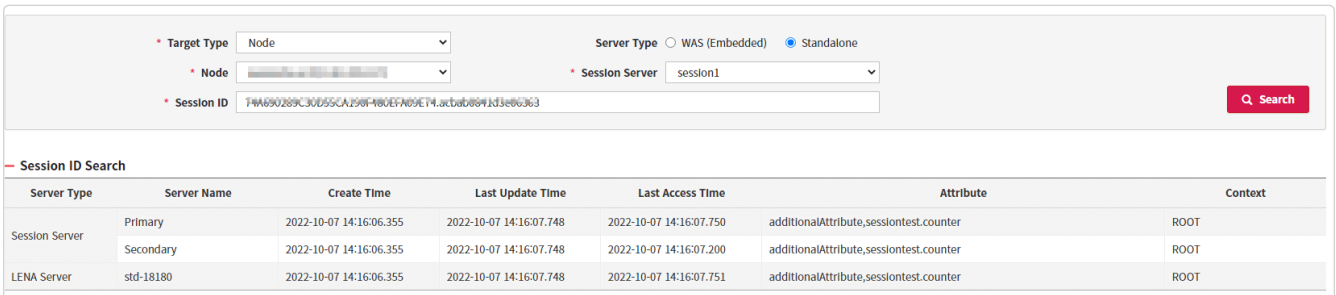 * Target Type Node Server Type WAS (Embedded) Standalone
* Node * Session Server session1
* Session ID
Search
Session ID Search
Server Type Server Name Create Time Last Update Time Last Access Time Attribute Context
Session Server Primary 2022-10-07 14:16:06.355 2022-10-07 14:16:07.748 2022-10-07 14:16:07.750 additionalAttribute,sessiontest.counter ROOT
Secondary 2022-10-07 14:16:06.355 2022-10-07 14:16:07.748 2022-10-07 14:16:07.200 additionalAttribute,sessiontest.counter ROOT
LENA Server std-18180 2022-10-07 14:16:06.355 2022-10-07 14:16:07.748 2022-10-07 14:16:07.751 additionalAttribute,sessiontest.counter ROOT